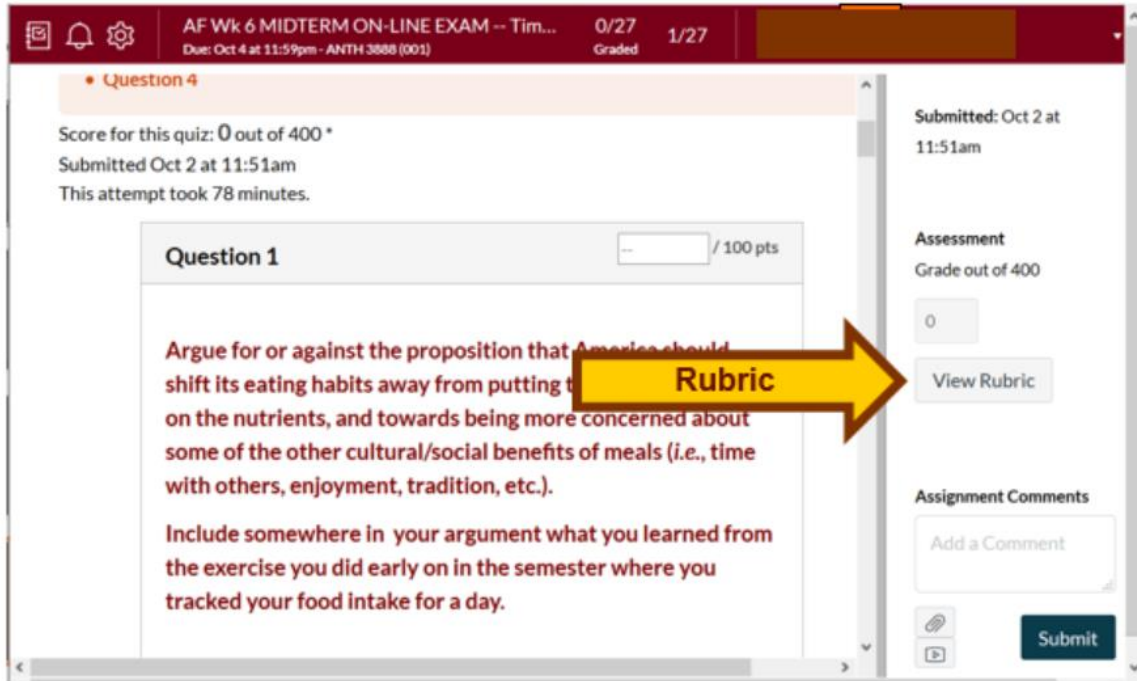 AF Wk 6 MIDTERM ON-LINE EXAM -- Tim...
Due: Oct 4 at 11:59pm - ANTH 3888 (001)
0/27
Graded
1/27
• Question 4
Score for this quiz: 0 out of 400 *
Submitted Oct 2 at 11:51am
This attempt took 78 minutes.
Question 1
--
/ 100 pts
Argue for or against the proposition that America should
shift its eating habits away from putting t
on the nutrients, and towards being more concerned about
some of the other cultural/social benefits of meals (i.e., time
with others, enjoyment, tradition, etc.).
Include somewhere in your argument what you learned from
the exercise you did early on in the semester where you
tracked your food intake for a day.
Rubric
Submitted: Oct 2 at
11:51am
Assessment
Grade out of 400
0
View Rubric
Assignment Comments
Add a Comment
Submit